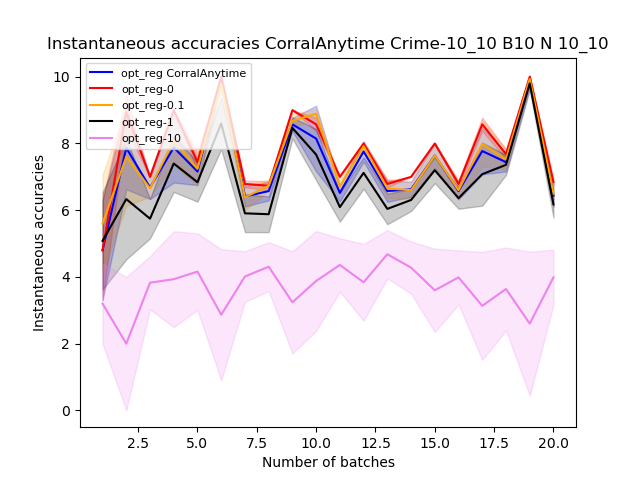 Instantaneous accuracies CorralAnytime Crime-10_10 B10 N 10_10
opt_reg CorralAnytime
opt_reg-0
opt_reg-0.1
opt_reg-1
opt_reg-10
Instantaneous accuracies
10
8
6
4
2
0
2.5 5.0 7.5 10.0 12.5 15.0 17.5 20.0
Number of batches